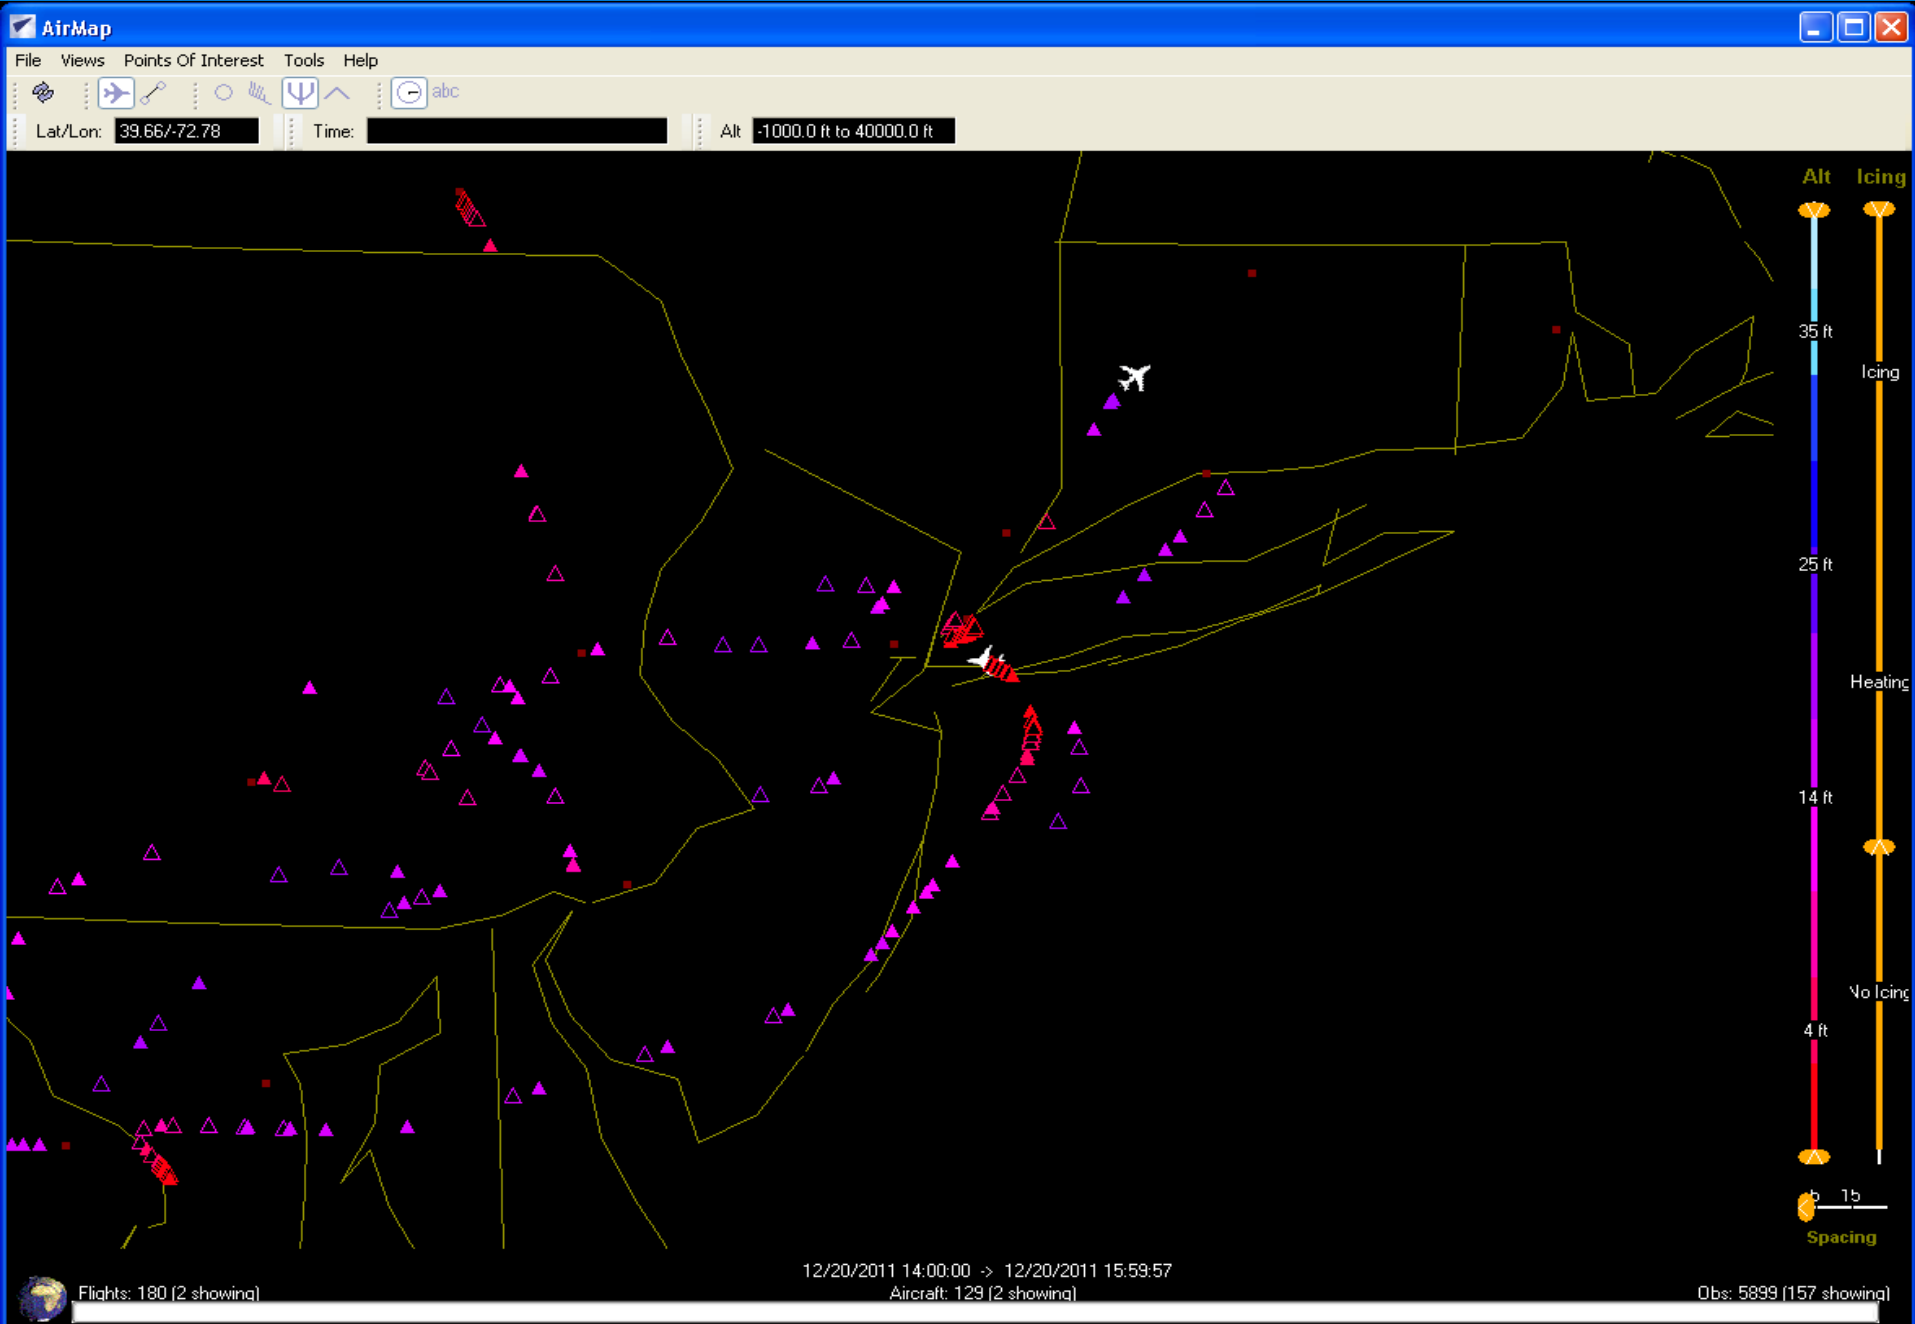 AirMap
File Views Points Of Interest Tools Help
abc
Lat/Lon: 39.66/-72.78 Time: Alt -1000.0 ft to 40000.0 ft
Alt Icing
35 ft
Icing
25 ft
Heating
14 ft
No Icing
4 ft
5 15
Spacing
12/20/2011 14:00:00 -> 12/20/2011 15:59:57
Flights: 180 (2 showing) Aircraft: 129 (2 showing) Obs: 5899 (157 showing)